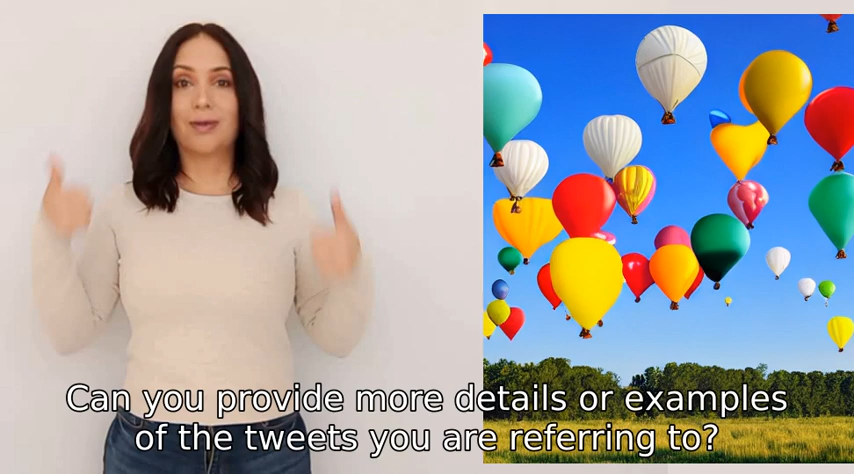 Can you provide more details or examples
of the tweets you are referring to?